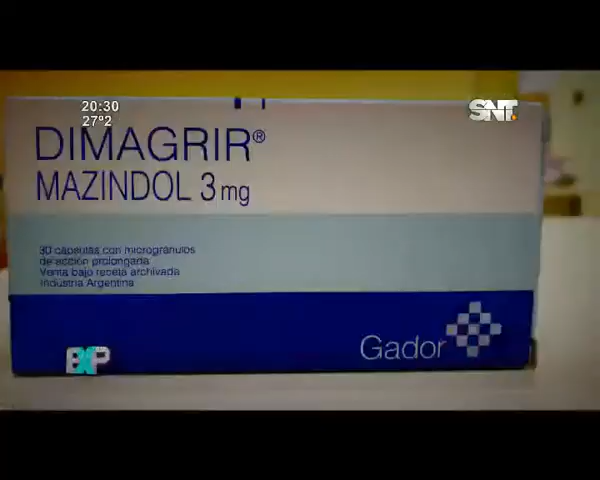 20:30
27°2
SNT.
DIMAGRIR®
MAZINDOL 3 mg
30 cápsulas con microgránulos
de acción prolongada
Venta bajo receta archivada
Industria Argentina
Gador
EXP